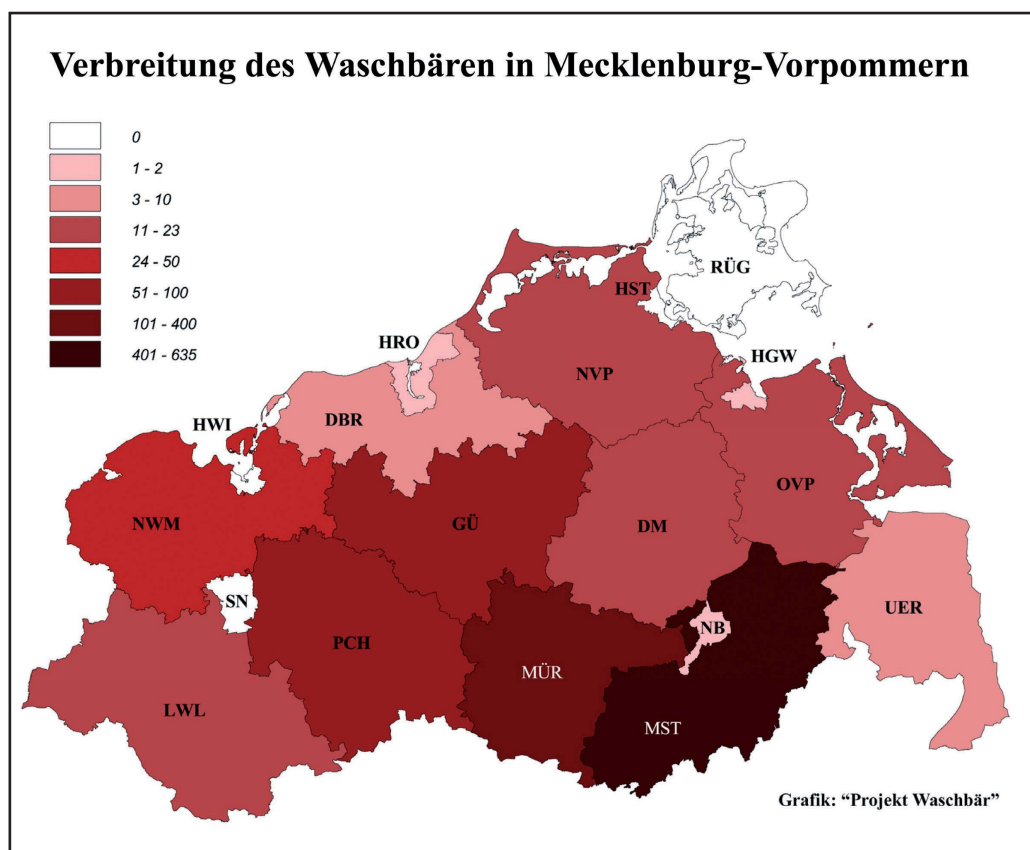 Verbreitung des Waschbären in Mecklenburg-Vorpommern
0
1 - 2
3 - 10
11 - 23
24 - 50
51 - 100
101 - 400
401 - 635
RÜG
HST
HRO
HGW
NVP
DBR
HWI
OVP
NWM
GÜ
DM
SN
UER
NB
PCH
MÜR
LWL
MST
Grafik: “Projekt Waschbär”